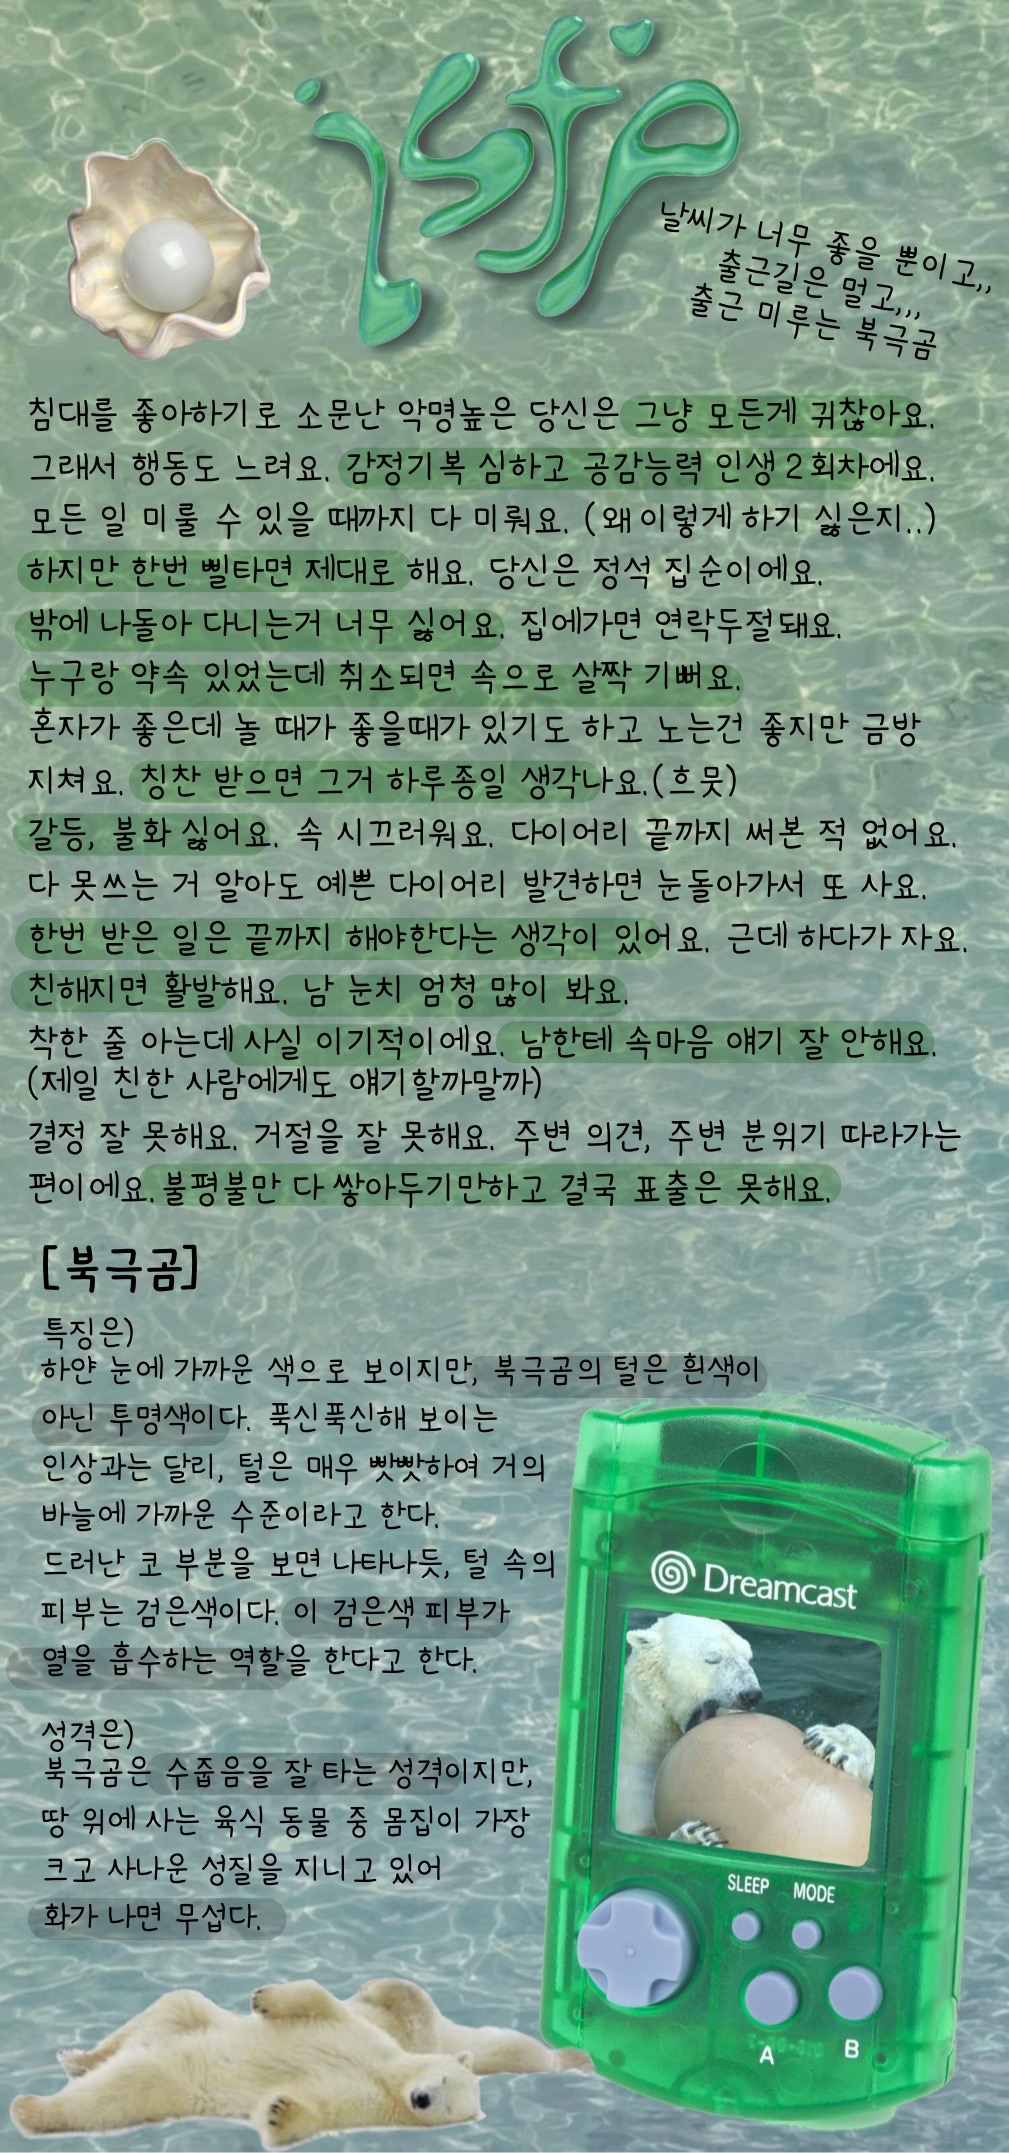 isfp
날씨가 너무 좋을 뿐이고,,
출근길은 멀고,,,
출근 미루는 북극곰
침대를 좋아하기로 소문난 악명높은 당신은 그냥 모든게 귀찮아요.
그래서 행동도 느려요. 감정기복 심하고 공감능력 인생 2회차에요.
모든 일 미룰 수 있을 때까지 다 미뤄요. (왜 이렇게 하기 싫은지..)
하지만 한번 삘타면 제대로 해요. 당신은 정석 집순이에요.
밖에 나돌아 다니는거 너무 싫어요. 집에가면 연락두절돼요.
누구랑 약속 있었는데 취소되면 속으로 살짝 기뻐요.
혼자가 좋은데 놀 때가 좋을때가 있기도 하고 노는건 좋지만 금방
지쳐요. 칭찬 받으면 그거 하루종일 생각나요.(흐뭇)
갈등, 불화 싫어요. 속 시끄러워요. 다이어리 끝까지 써본 적 없어요.
다 못쓰는 거 알아도 예쁜 다이어리 발견하면 눈돌아가서 또 사요.
한번 받은 일은 끝까지 해야한다는 생각이 있어요. 근데 하다가 자요.
친해지면 활발해요. 남 눈치 엄청 많이 봐요.
착한 줄 아는데 사실 이기적이에요. 남한테 속마음 얘기 잘 안해요.
(제일 친한 사람에게도 얘기할까말까)
결정 잘 못해요. 거절을 잘 못해요. 주변 의견, 주변 분위기 따라가는
편이에요. 불평불만 다 쌓아두기만하고 결국 표출은 못해요.
[북극곰]
특징은)
하얀 눈에 가까운 색으로 보이지만, 북극곰의 털은 흰색이
아닌 투명색이다. 푹신푹신해 보이는
인상과는 달리, 털은 매우 빳빳하여 거의
바늘에 가까운 수준이라고 한다.
드러난 코 부분을 보면 나타나듯, 털 속의
피부는 검은색이다. 이 검은색 피부가
열을 흡수하는 역할을 한다고 한다.
성격은)
북극곰은 수줍음을 잘 타는 성격이지만,
땅 위에 사는 육식 동물 중 몸집이 가장
크고 사나운 성질을 지니고 있어
화가 나면 무섭다.
Dreamcast
SLEEP MODE
A B